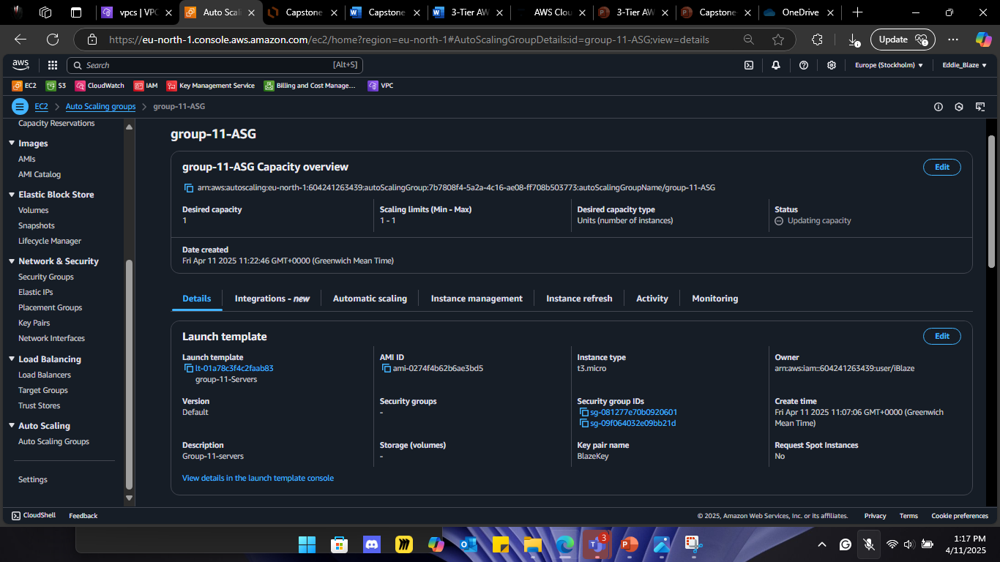 vpcs | VPC
Auto Scali
Capstone
Capstone
3-Tier AW
AWS Clou
3-Tier AW
Capstone
OneDrive
https://eu-north-1.console.aws.amazon.com/ec2/home?region=eu-north-1#AutoScalingGroupDetails:id=group-11-ASG;view=details
Update
aws
Search
[Alt+S]
Europe (Stockholm)
Eddie_Blaze
EC2
S3
CloudWatch
IAM
Key Management Service
Billing and Cost Manage...
VPC
EC2
Auto Scaling groups
group-11-ASG
Capacity Reservations
Images
AMIs
AMI Catalog
Elastic Block Store
Volumes
Snapshots
Lifecycle Manager
Network & Security
Security Groups
Elastic IPs
Placement Groups
Key Pairs
Network Interfaces
Load Balancing
Load Balancers
Target Groups
Trust Stores
Auto Scaling
Auto Scaling Groups
Settings
group-11-ASG
group-11-ASG Capacity overview
Edit
arn:aws:autoscaling:eu-north-1:604241263439:autoScalingGroup:7b7808f4-5a2a-4c16-ae08-ff708b503773:autoScalingGroupName/group-11-ASG
Desired capacity
1
Scaling limits (Min - Max)
1 - 1
Desired capacity type
Units (number of instances)
Status
Updating capacity
Date created
Fri Apr 11 2025 11:22:46 GMT+0000 (Greenwich Mean Time)
Details
Integrations - new
Automatic scaling
Instance management
Instance refresh
Activity
Monitoring
Launch template
Edit
Launch template
lt-01a78c3f4c2faab83
group-11-Servers
AMI ID
ami-0274f4b62b6ae3bd5
Instance type
t3.micro
Owner
arn:aws:iam::604241263439:user/iBlaze
Version
Default
Security groups
-
Security group IDs
sg-081277e70b0920601
sg-09f064032e09bb21d
Create time
Fri Apr 11 2025 11:07:06 GMT+0000 (Greenwich
Mean Time)
Description
Group-11-servers
Storage (volumes)
-
Key pair name
BlazeKey
Request Spot Instances
No
View details in the launch template console
CloudShell
Feedback
© 2025, Amazon Web Services, Inc. or its affiliates.
Privacy
Terms
Cookie preferences
3
1:17 PM
4/11/2025